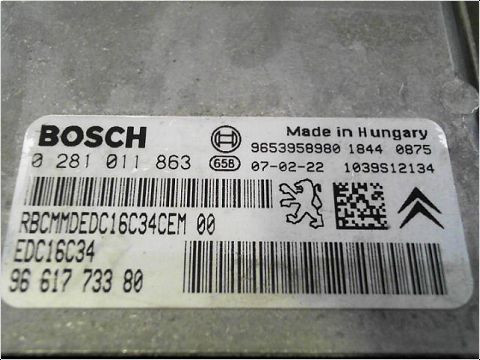 BOSCH
Made in Hungary
9653958980 1844 0875
0 281 011 863 G5B 07-02-22 1039S12134
RBCMMDEDC16C34CEM 00
EDC16C34
96 617 733 80